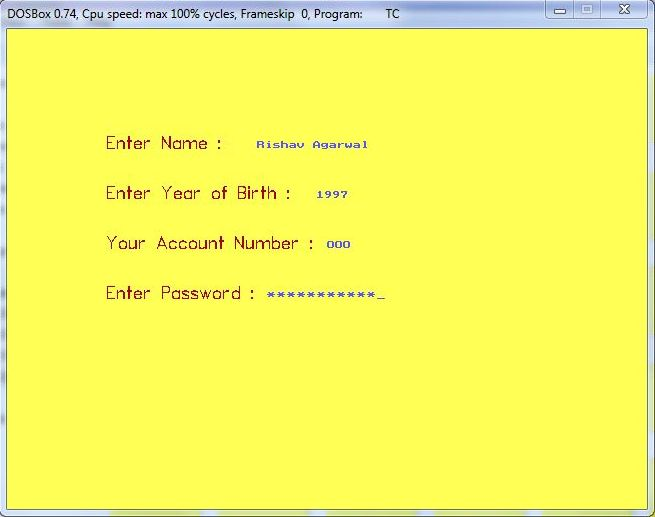 DOSBox 0.74, Cpu speed: max 100% cycles, Frameskip 0, Program: TC
Enter Name : Rishav Agarwal
Enter Year of Birth : 1997
Your Account Number : 000
Enter Password : ***********_